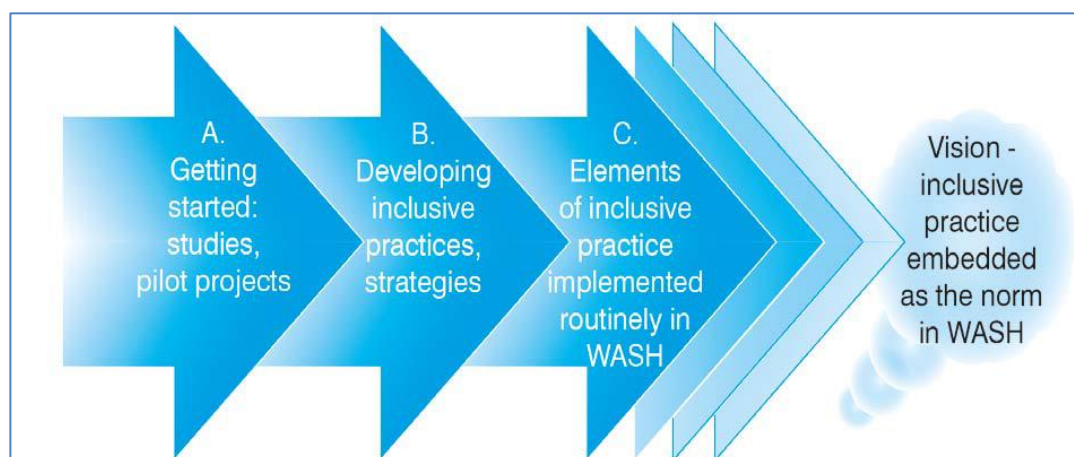 A.
Getting
started:
studies,
pilot projects
B.
Developing
inclusive
practices,
strategies
C.
Elements
of inclusive
practice
implemented
routinely in
WASH
Vision -
inclusive
practice
embedded
as the norm
in WASH